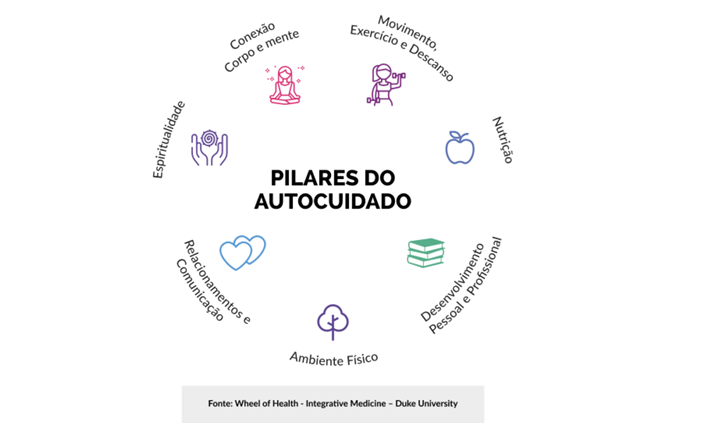 Conexão
Corpo e mente
Movimento,
Exercício e Descanso
Nutrição
Espiritualidade
PILARES DO
AUTOCUIDADO
Relacionamentos e
Comunicação
Desenvolvimento
Pessoal e Profissional
Ambiente Físico
Fonte: Wheel of Health - Integrative Medicine – Duke University